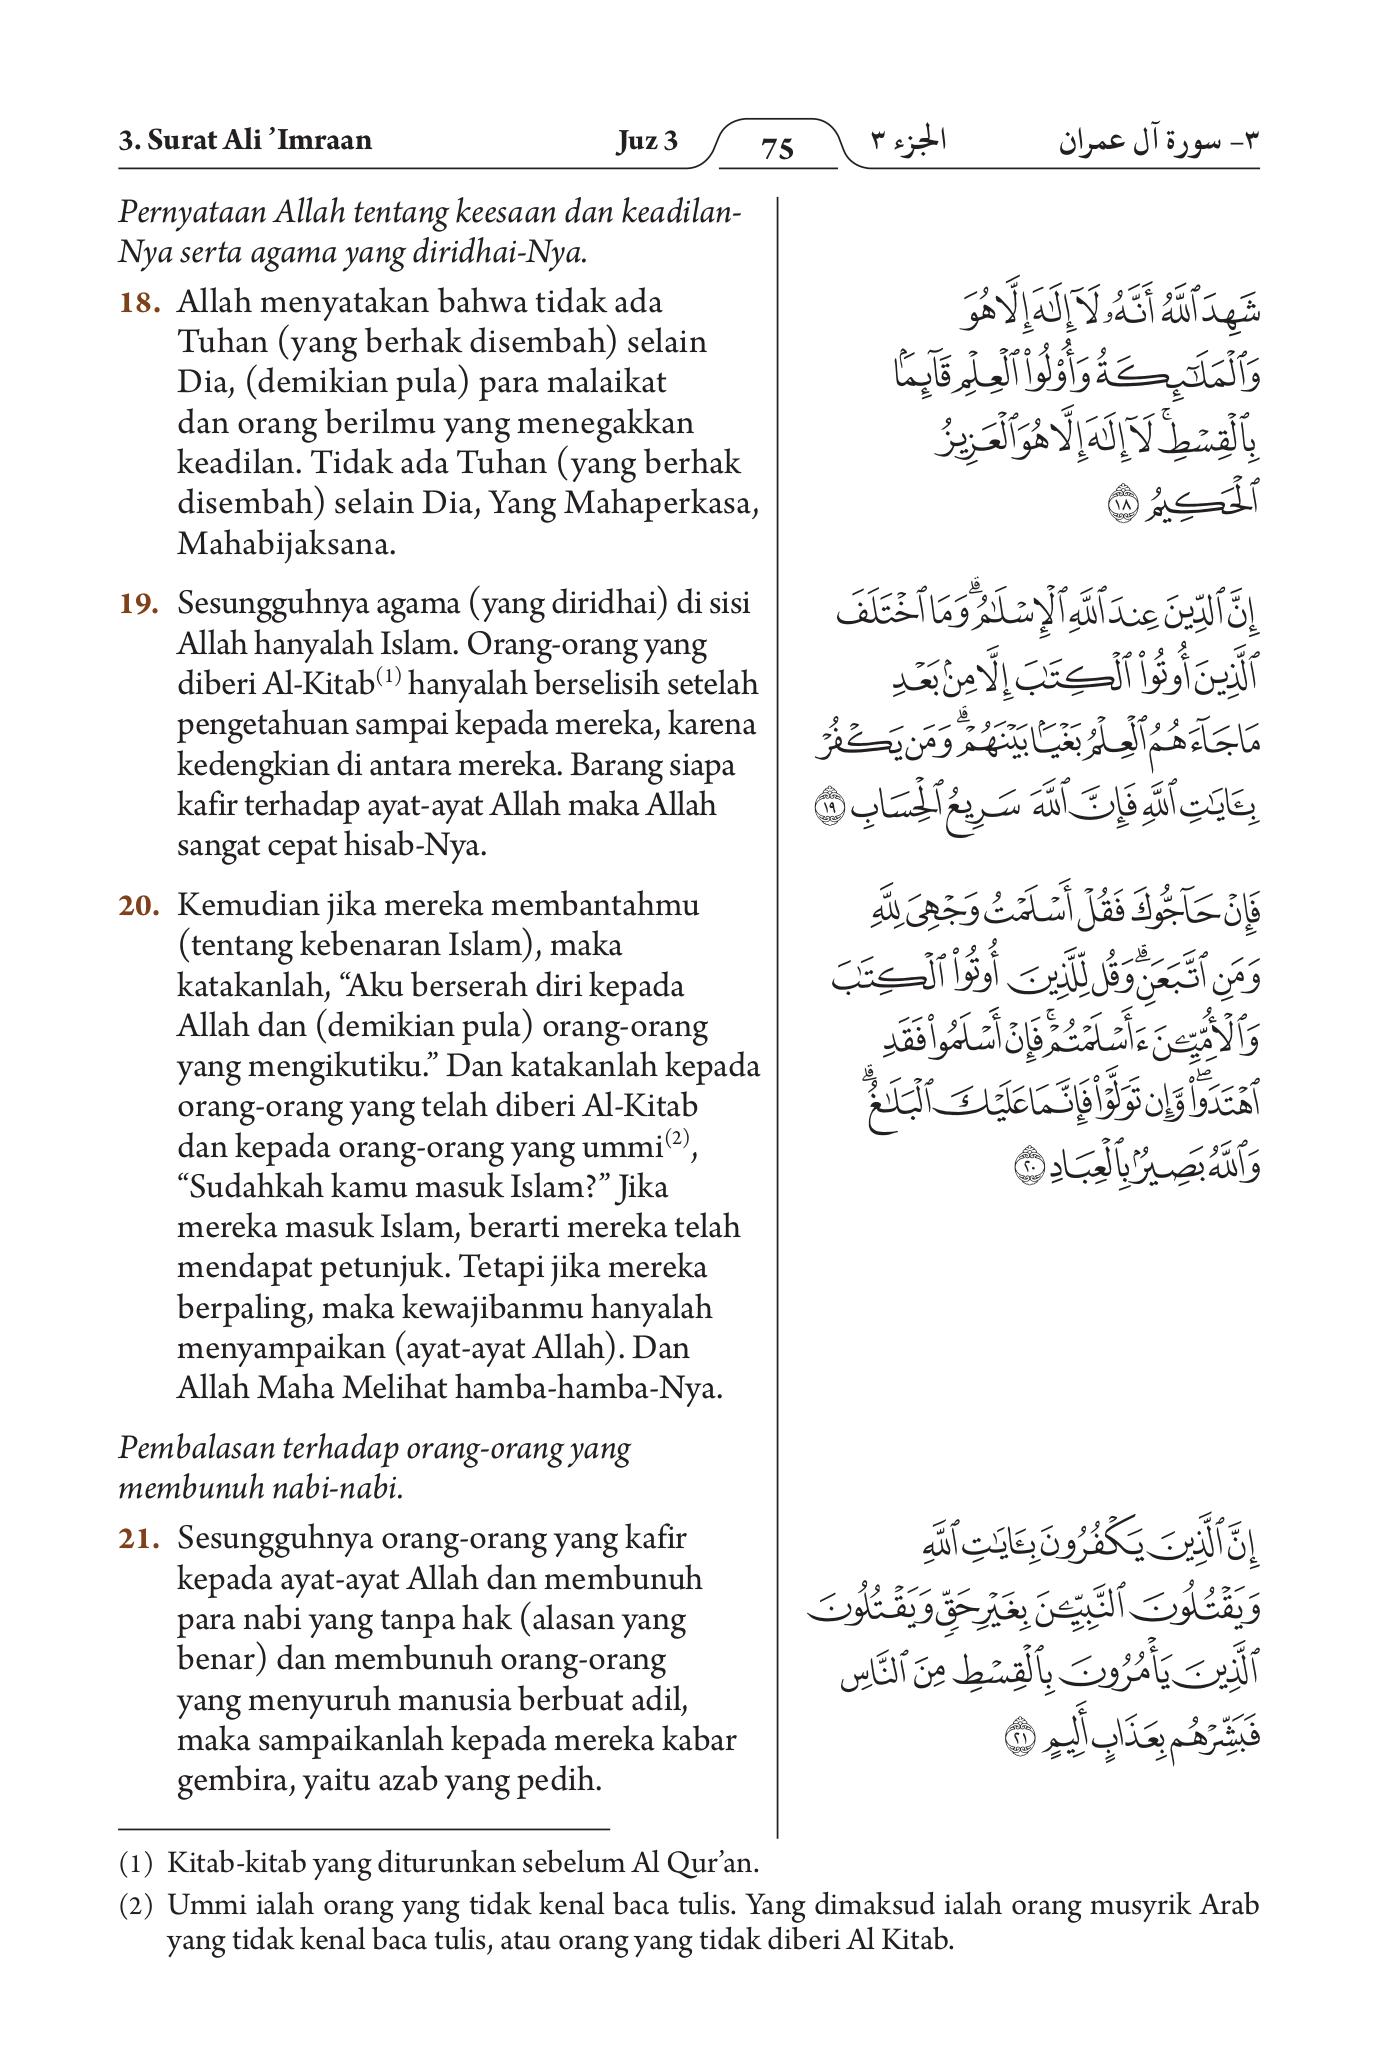 3. Surat Ali ’Imraan
Juz 3
75
الجزء ٣
٣- سورة آل عمران
Pernyataan Allah tentang keesaan dan keadilan-
Nya serta agama yang diridhai-Nya.
18. Allah menyatakan bahwa tidak ada
Tuhan (yang berhak disembah) selain
Dia, (demikian pula) para malaikat
dan orang berilmu yang menegakkan
keadilan. Tidak ada Tuhan (yang berhak
disembah) selain Dia, Yang Mahaperkasa,
Mahabijaksana.
19. Sesungguhnya agama (yang diridhai) di sisi
Allah hanyalah Islam. Orang-orang yang
diberi Al-Kitab(1) hanyalah berselisih setelah
pengetahuan sampai kepada mereka, karena
kedengkian di antara mereka. Barang siapa
kafir terhadap ayat-ayat Allah maka Allah
sangat cepat hisab-Nya.
20. Kemudian jika mereka membantahmu
(tentang kebenaran Islam), maka
katakanlah, “Aku berserah diri kepada
Allah dan (demikian pula) orang-orang
yang mengikutiku.” Dan katakanlah kepada
orang-orang yang telah diberi Al-Kitab
dan kepada orang-orang yang ummi(2),
“Sudahkah kamu masuk Islam?” Jika
mereka masuk Islam, berarti mereka telah
mendapat petunjuk. Tetapi jika mereka
berpaling, maka kewajibanmu hanyalah
menyampaikan (ayat-ayat Allah). Dan
Allah Maha Melihat hamba-hamba-Nya.
Pembalasan terhadap orang-orang yang
membunuh nabi-nabi.
21. Sesungguhnya orang-orang yang kafir
kepada ayat-ayat Allah dan membunuh
para nabi yang tanpa hak (alasan yang
benar) dan membunuh orang-orang
yang menyuruh manusia berbuat adil,
maka sampaikanlah kepada mereka kabar
gembira, yaitu azab yang pedih.
شَهِدَ ٱللَّهُ أَنَّهُۥ لَآ إِلَٰهَ إِلَّا هُوَ
وَٱلْمَلَٰٓئِكَةُ وَأُو۟لُوا۟ ٱلْعِلْمِ قَآئِمًۢا
بِٱلْقِسْطِۚ لَآ إِلَٰهَ إِلَّا هُوَ ٱلْعَزِيزُ
ٱلْحَكِيمُ ١٨
إِنَّ ٱلدِّينَ عِندَ ٱللَّهِ ٱلْإِسْلَٰمُۗ وَمَا ٱخْتَلَفَ
ٱلَّذِينَ أُوتُوا۟ ٱلْكِتَٰبَ إِلَّا مِنۢ بَعْدِ
مَا جَآءَهُمُ ٱلْعِلْمُ بَغْيًۢا بَيْنَهُمْۗ وَمَن يَكْفُرْ
بِـَٔايَٰتِ ٱللَّهِ فَإِنَّ ٱللَّهَ سَرِيعُ ٱلْحِسَابِ ١٩
فَإِنْ حَآجُّوكَ فَقُلْ أَسْلَمْتُ وَجْهِىَ لِلَّهِ
وَمَنِ ٱتَّبَعَنِۗ وَقُل لِّلَّذِينَ أُوتُوا۟ ٱلْكِتَٰبَ
وَٱلْأُمِّيِّـۧنَ ءَأَسْلَمْتُمْۚ فَإِنْ أَسْلَمُوا۟ فَقَدِ
ٱهْتَدَوا۟ۖ وَّإِن تَوَلَّوْا۟ فَإِنَّمَا عَلَيْكَ ٱلْبَلَٰغُۗ
وَٱللَّهُ بَصِيرٌۢ بِٱلْعِبَادِ ٢٠
إِنَّ ٱلَّذِينَ يَكْفُرُونَ بِـَٔايَٰتِ ٱللَّهِ
وَيَقْتُلُونَ ٱلنَّبِيِّـۧنَ بِغَيْرِ حَقٍّ وَيَقْتُلُونَ
ٱلَّذِينَ يَأْمُرُونَ بِٱلْقِسْطِ مِنَ ٱلنَّاسِ
فَبَشِّرْهُم بِعَذَابٍ أَلِيمٍ ٢١
(1) Kitab-kitab yang diturunkan sebelum Al Qur’an.
(2) Ummi ialah orang yang tidak kenal baca tulis. Yang dimaksud ialah orang musyrik Arab
yang tidak kenal baca tulis, atau orang yang tidak diberi Al Kitab.